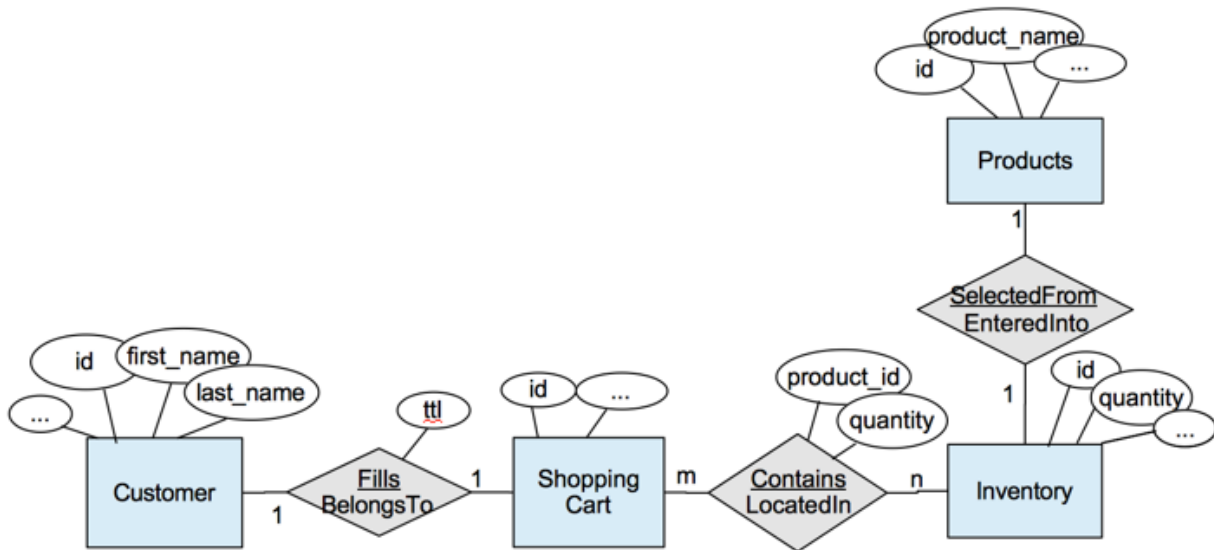 product_name
id
...
Products
1
SelectedFrom
EnteredInto
1
id
first_name
last_name
...
ttl
id
...
product_id
quantity
id
quantity
...
Customer
1
Fills
BelongsTo
1
Shopping
Cart
m
Contains
LocatedIn
n
Inventory